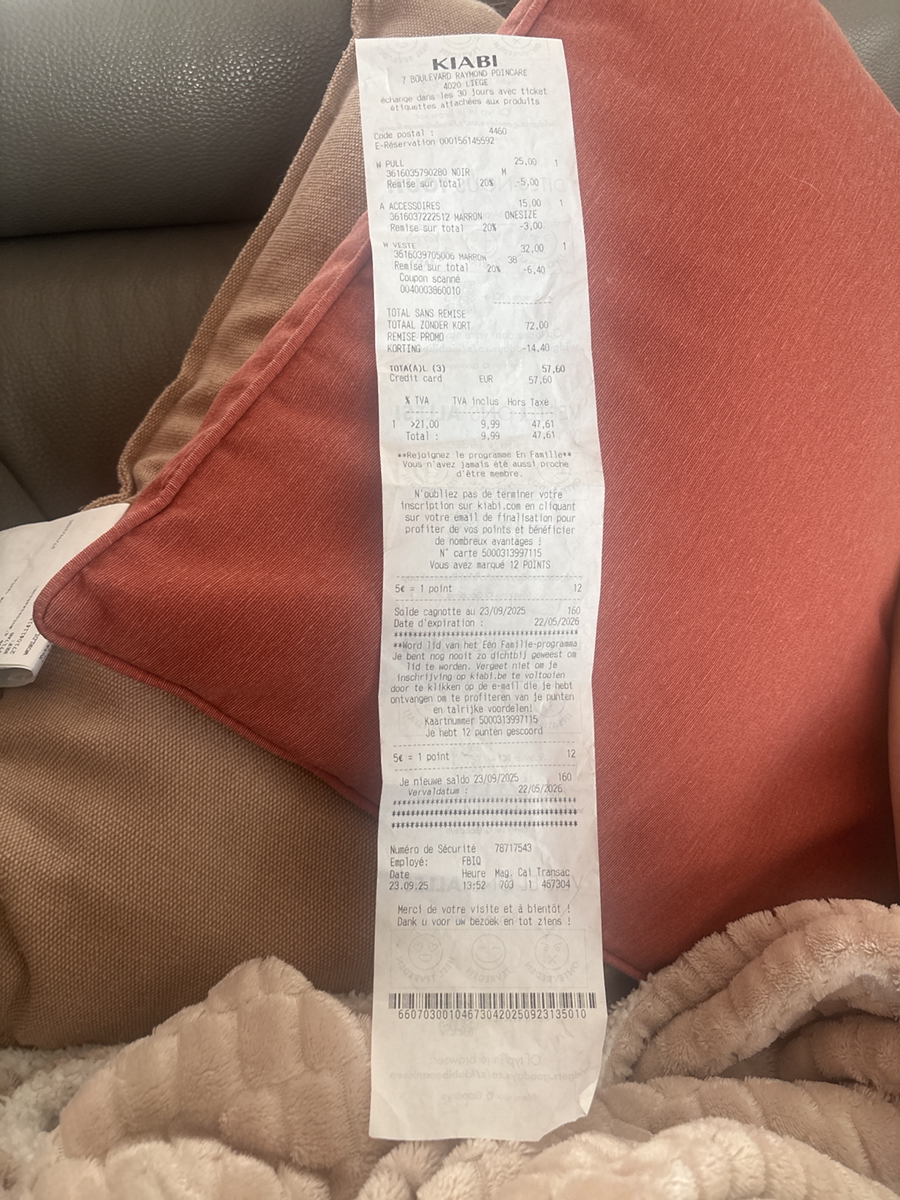 KIABI
7 BOULEVARD RAYMOND POINCARE
4020 LIEGE
échange dans les 30 jours avec ticket
étiquettes attachées aux produits
Code postal : 4460
E-Réservation 000156145592
W PULL 25,00 1
3616035790280 NOIR M
Remise sur total 20% -5,00
A ACCESSOIRES 15,00 1
3616037222512 MARRON ONESIZE
Remise sur total 20% -3,00
W VESTE 32,00 1
3616039705006 MARRON 38
Remise sur total 20% -6,40
Coupon scanné
0040003860010
TOTAL SANS REMISE
TOTAAL ZONDER KORT 72,00
REMISE PROMO
KORTING -14,40
TOTA(A)L (3) 57,60
Credit card EUR 57,60
% TVA TVA inclus Hors Taxe
1 >21,00 9,99 47,61
Total : 9,99 47,61
**Rejoignez le programme En Famille**
Vous n'avez jamais été aussi proche
d'être membre.
N'oubliez pas de terminer votre
inscription sur kiabi.com en cliquant
sur votre email de finalisation pour
profiter de vos points et bénéficier
de nombreux avantages !
N° carte 5000313997115
Vous avez marqué 12 POINTS
5€ = 1 point 12
Solde cagnotte au 23/09/2025 160
Date d'expiration : 22/05/2026
****************************************
**Word lid van het Eén Familie-programma
Je bent nog nooit zo dichtbij geweest om
lid te worden. Vergeet niet om je
inschrijving op kiabi.be te voltooien
door te klikken op de e-mail die je hebt
ontvangen om te profiteren van je punten
en talrijke voordelen!
Kaartnummer 5000313997115
Je hebt 12 punten gescoord
5€ = 1 point 12
Je nieuwe saldo 23/09/2025 160
Vervaldatum : 22/05/2026
****************************************
****************************************
****************************************
Numéro de Sécurité 78717543
Employé: FBIQ
Date Heure Mag. Cai Transac
23.09.25 13:52 703 1 467304
Merci de votre visite et à bientôt !
Dank u voor uw bezoek en tot ziens !
660703001046730420250923135010